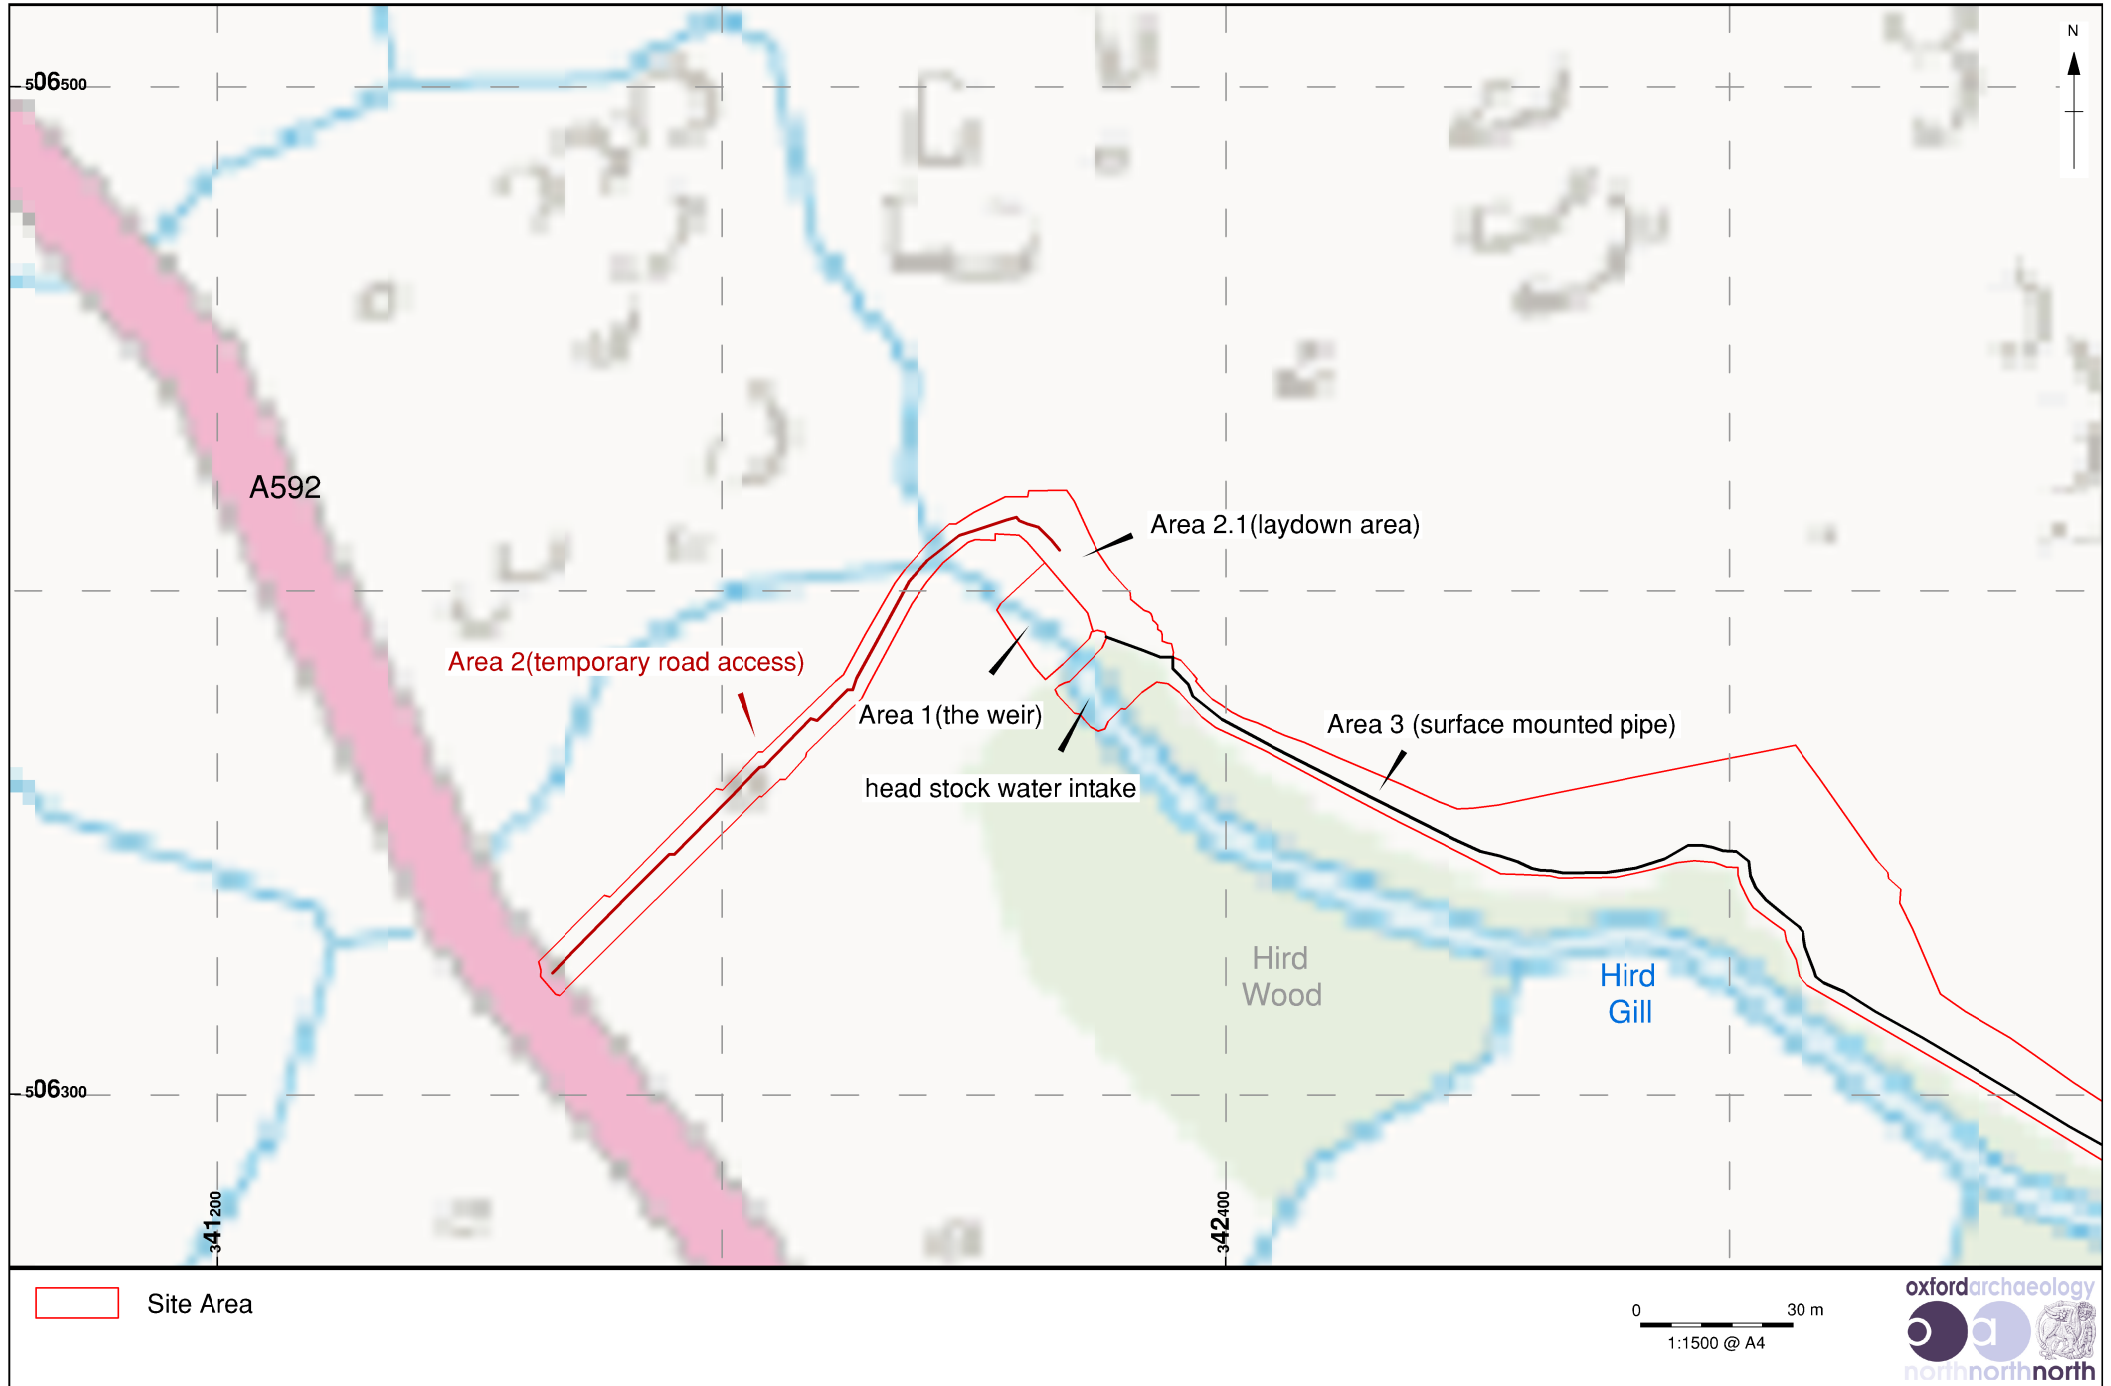 N
506500
A592
Area 2.1(laydown area)
Area 2(temporary road access)
Area 1(the weir)
Area 3 (surface mounted pipe)
head stock water intake
Hird
Wood
Hird
Gill
506300
341200
342400
Site Area
0 30 m
1:1500 @ A4
oxfordarchaeology
oa
northnorthnorth